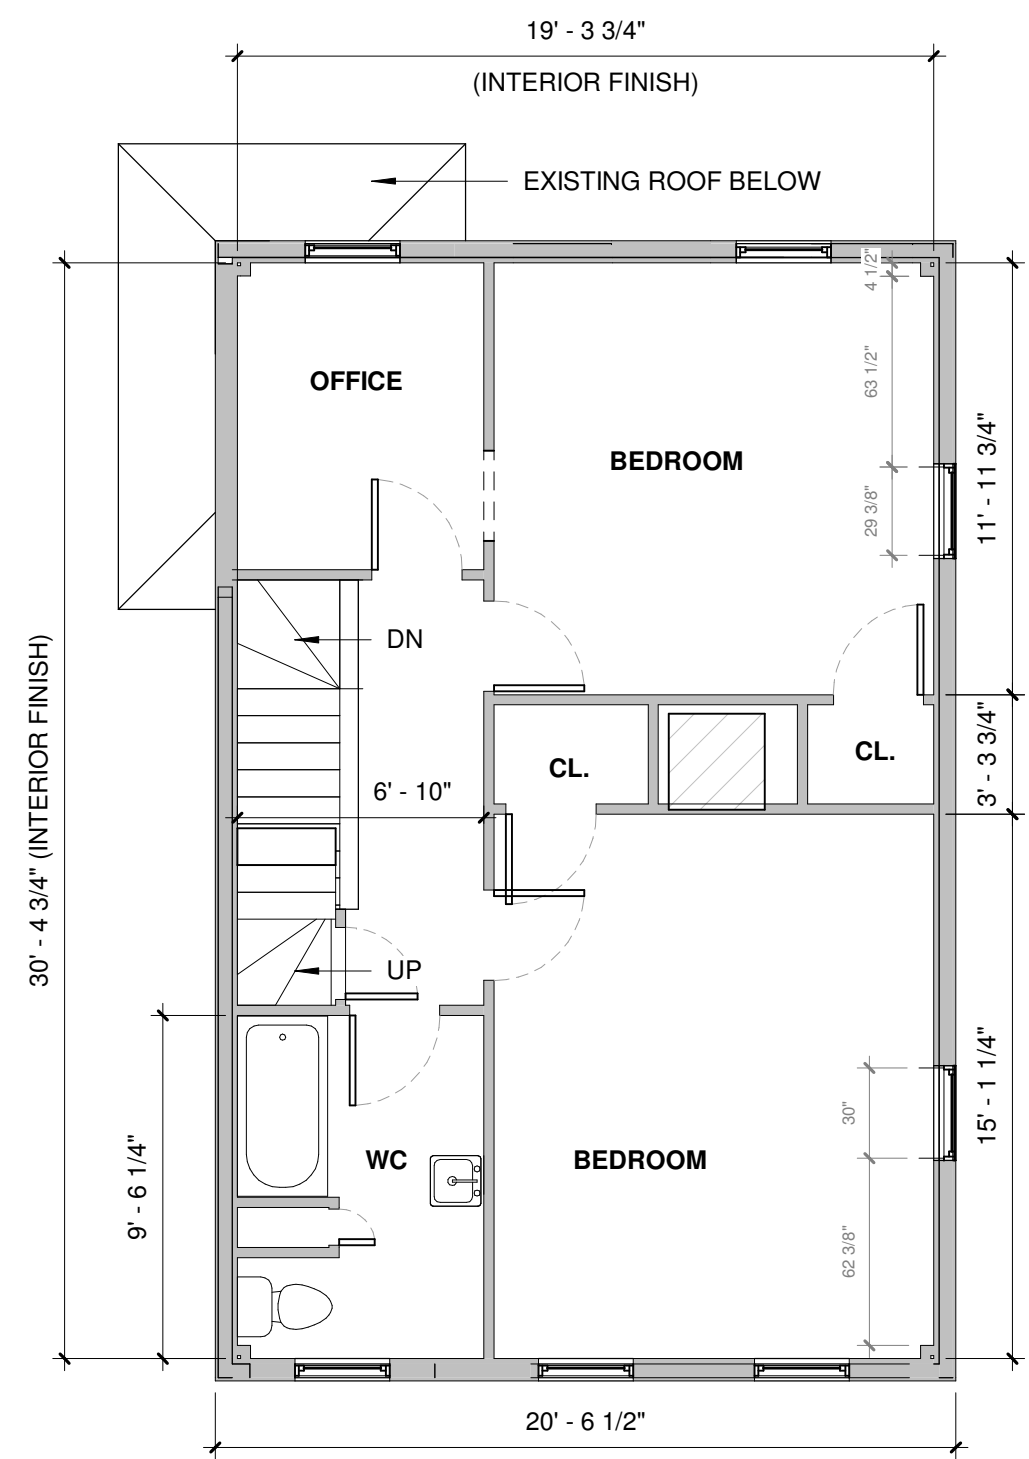 19' - 3 3/4"
(INTERIOR FINISH)
EXISTING ROOF BELOW
4 1/2"
63 1/2"
OFFICE
BEDROOM
11' - 11 3/4"
29 3/8"
DN
30' - 4 3/4" (INTERIOR FINISH)
CL.
CL.
3' - 3 3/4"
6' - 10"
UP
15' - 1 1/4"
30"
9' - 6 1/4"
WC
BEDROOM
62 3/8"
20' - 6 1/2"